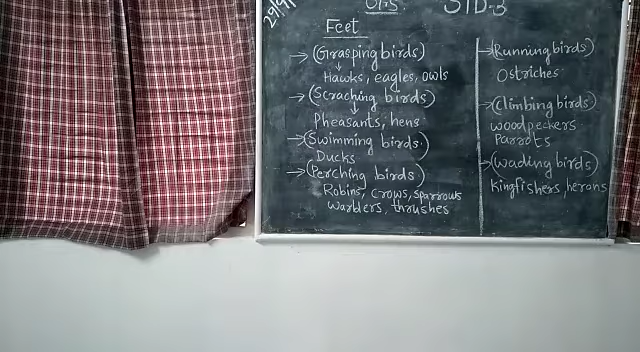 STD-3
Feet
→ (Grasping birds)
Hawks, eagles, owls
→ (Scraching birds)
Pheasants, hens
→ (Swimming birds)
Ducks
→ (Perching birds)
Robins, crows, sparrows
Warblers, thrushes
→ (Running birds)
Ostriches
→ (Climbing birds)
woodpeckers
Parrots
→ (Wading birds)
Kingfishers, herons